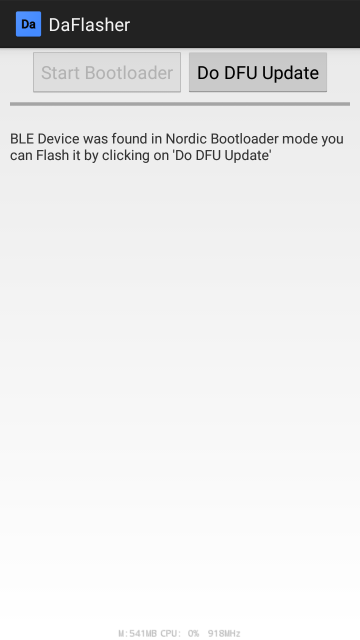 Da DaFlasher
Start Bootloader Do DFU Update
BLE Device was found in Nordic Bootloader mode you
can Flash it by clicking on 'Do DFU Update'
M:541MB CPU: 0% 918MHz